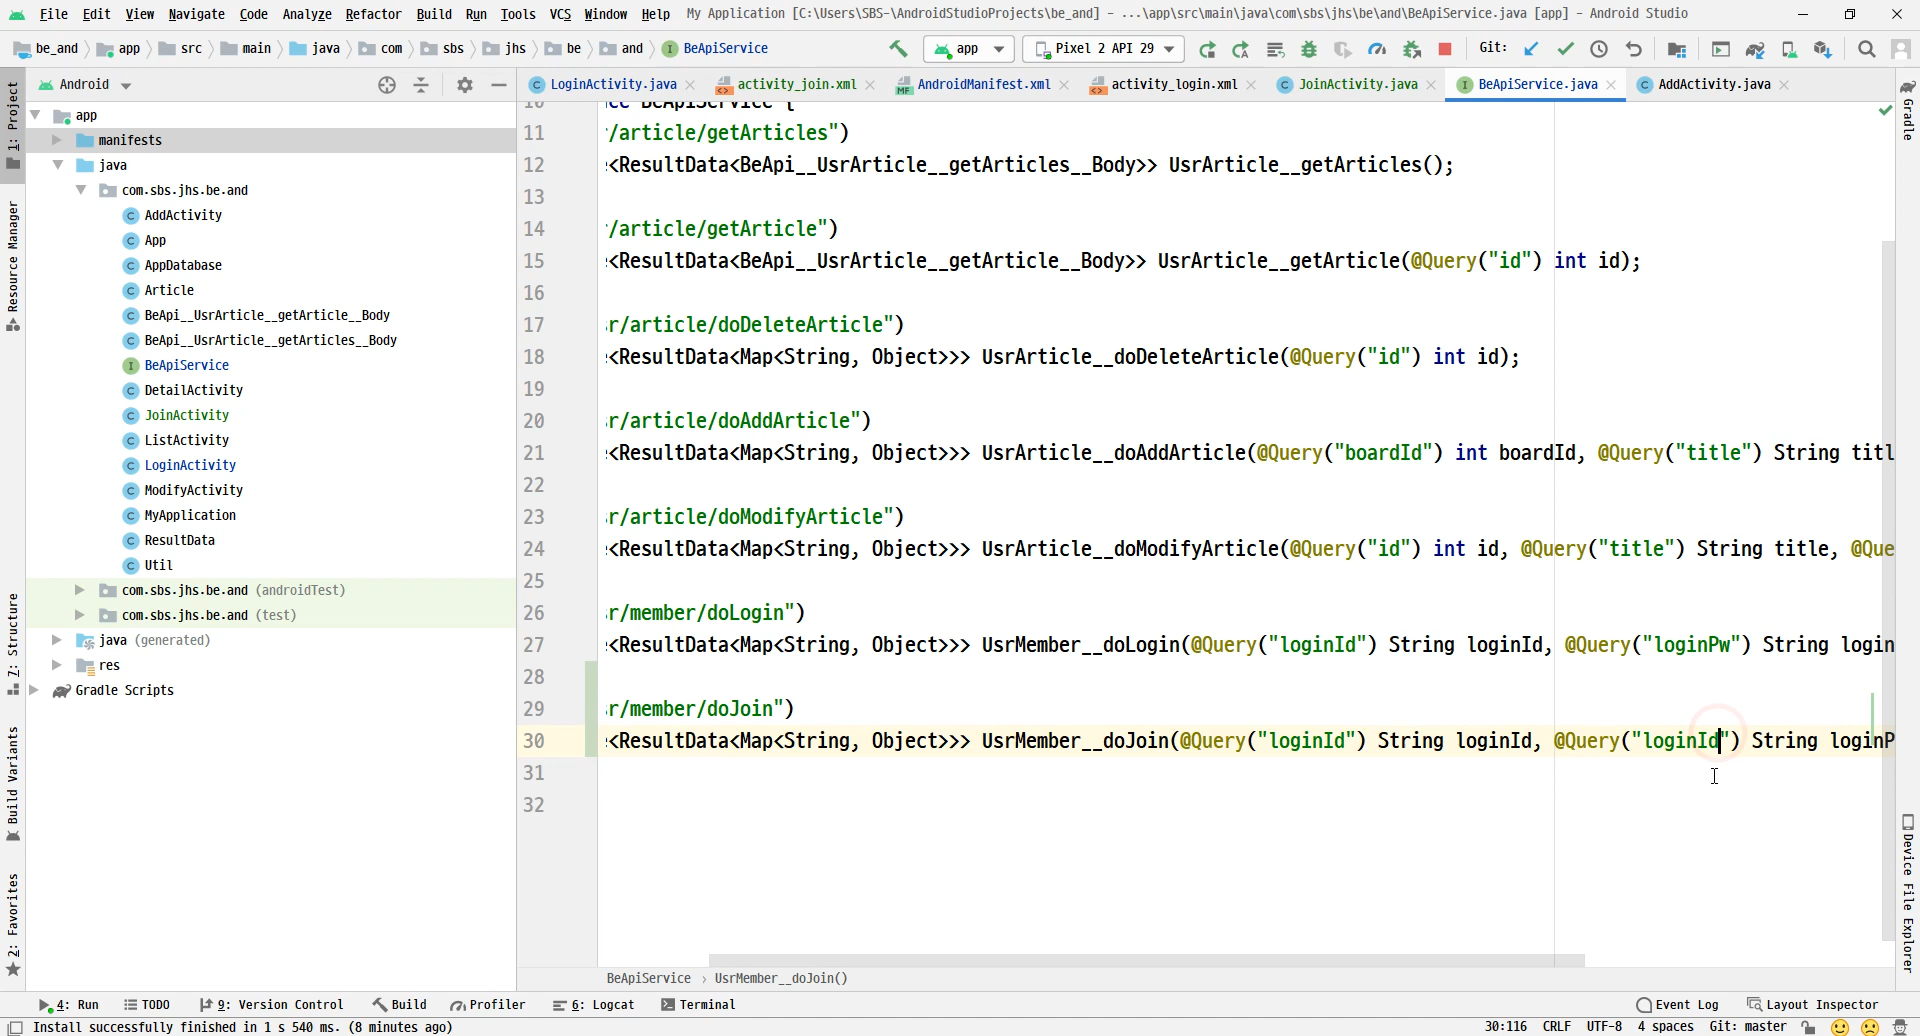 File Edit View Navigate Code Analyze Refactor Build Run Tools VCS Window Help My Application [C:\Users\SBS-\AndroidStudioProjects\be_and] - ...\app\src\main\java\com\sbs\jhs\be\and\BeApiService.java [app] - Android Studio
be_and app src main java com sbs jhs be and BeApiService app Pixel 2 API 29 Git:
Android LoginActivity.java activity_join.xml AndroidManifest.xml activity_login.xml JoinActivity.java BeApiService.java AddActivity.java
1: Project
Resource Manager
7: Structure
Build Variants
2: Favorites
app
manifests
java
com.sbs.jhs.be.and
AddActivity
App
AppDatabase
Article
BeApi__UsrArticle__getArticle__Body
BeApi__UsrArticle__getArticles__Body
BeApiService
DetailActivity
JoinActivity
ListActivity
LoginActivity
ModifyActivity
MyApplication
ResultData
Util
com.sbs.jhs.be.and (androidTest)
com.sbs.jhs.be.and (test)
java (generated)
res
Gradle Scripts
10 ice BeApiService {
11 /article/getArticles")
12 <ResultData<BeApi__UsrArticle__getArticles__Body>> UsrArticle__getArticles();
13
14 /article/getArticle")
15 <ResultData<BeApi__UsrArticle__getArticle__Body>> UsrArticle__getArticle(@Query("id") int id);
16
17 r/article/doDeleteArticle")
18 <ResultData<Map<String, Object>>> UsrArticle__doDeleteArticle(@Query("id") int id);
19
20 r/article/doAddArticle")
21 <ResultData<Map<String, Object>>> UsrArticle__doAddArticle(@Query("boardId") int boardId, @Query("title") String titl
22
23 r/article/doModifyArticle")
24 <ResultData<Map<String, Object>>> UsrArticle__doModifyArticle(@Query("id") int id, @Query("title") String title, @Que
25
26 r/member/doLogin")
27 <ResultData<Map<String, Object>>> UsrMember__doLogin(@Query("loginId") String loginId, @Query("loginPw") String login
28
29 r/member/doJoin")
30 <ResultData<Map<String, Object>>> UsrMember__doJoin(@Query("loginId") String loginId, @Query("loginId") String loginP
31
32
Gradle
Device File Explorer
BeApiService › UsrMember__doJoin()
4: Run TODO 9: Version Control Build Profiler 6: Logcat Terminal Event Log Layout Inspector
Install successfully finished in 1 s 540 ms. (8 minutes ago) 30:116 CRLF UTF-8 4 spaces Git: master